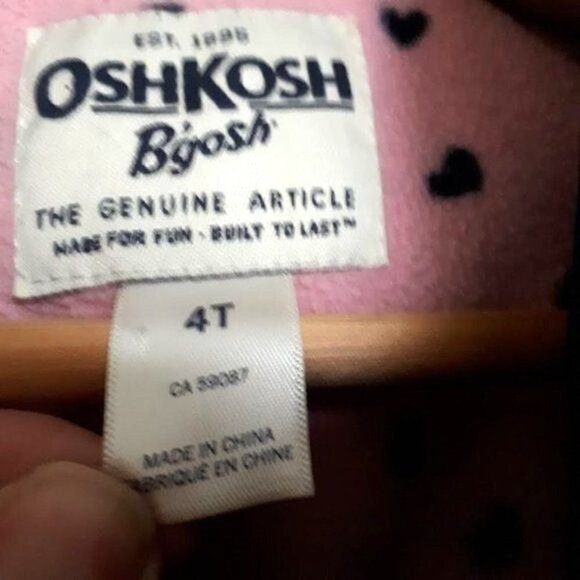 EST. 1895
OSHKOSH
B'gosh
THE GENUINE ARTICLE
MADE FOR FUN - BUILT TO LAST™
4T
CA 59087
MADE IN CHINA
ABRIQUÉ EN CHINE